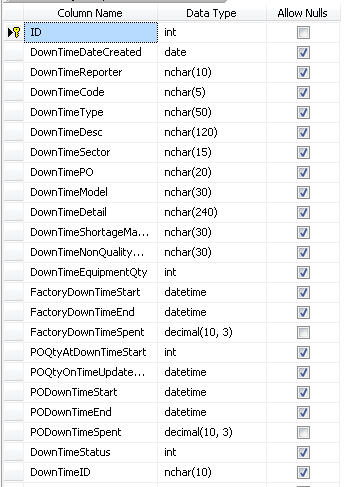 Column Name Data Type Allow Nulls
ID int
DownTimeDateCreated date
DownTimeReporter nchar(10)
DownTimeCode nchar(5)
DownTimeType nchar(50)
DownTimeDesc nchar(120)
DownTimeSector nchar(15)
DownTimePO nchar(20)
DownTimeModel nchar(30)
DownTimeDetail nchar(240)
DownTimeShortageMa... nchar(30)
DownTimeNonQuality... nchar(30)
DownTimeEquipmentQty int
FactoryDownTimeStart datetime
FactoryDownTimeEnd datetime
FactoryDownTimeSpent decimal(10, 3)
POQtyAtDownTimeStart int
POQtyOnTimeUpdate... datetime
PODownTimeStart datetime
PODownTimeEnd datetime
PODownTimeSpent decimal(10, 3)
DownTimeStatus int
DownTimeID nchar(10)